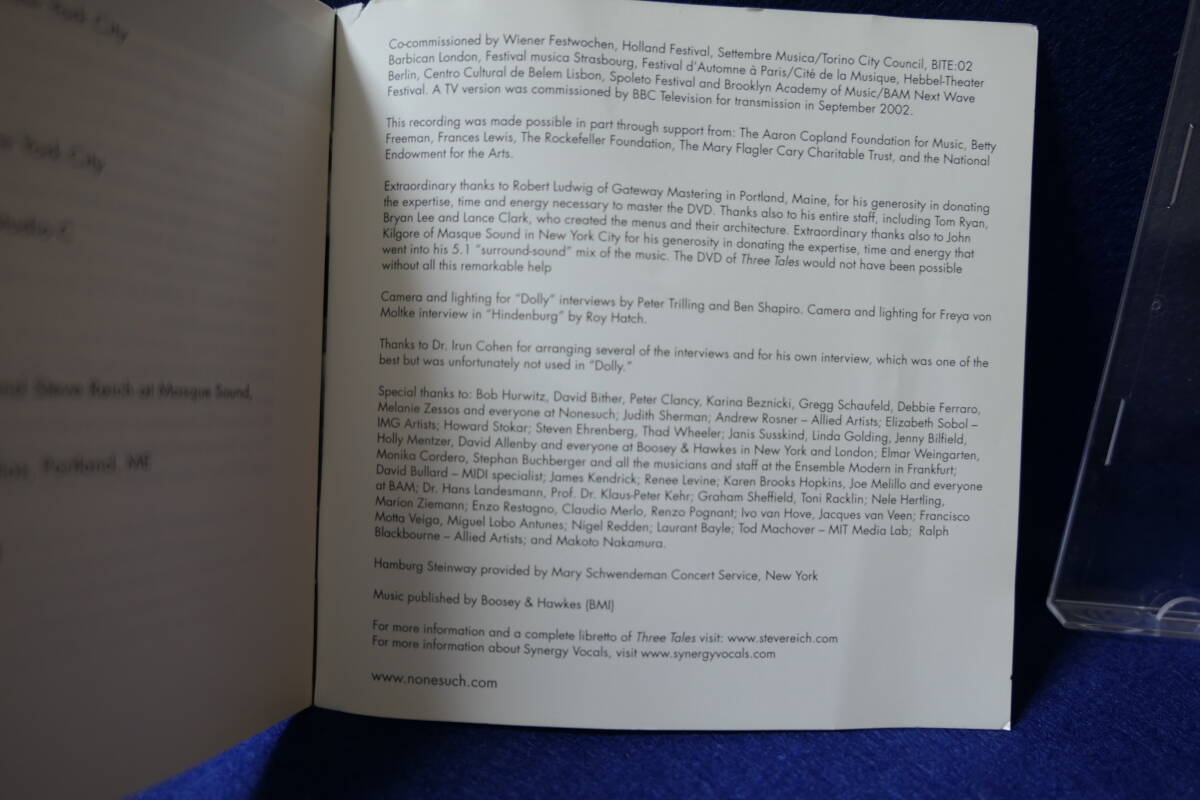 York City
York City
Studio C
Steve Reich at Masque Sound,
Portland, ME
Co-commissioned by Wiener Festwochen, Holland Festival, Settembre Musica/Torino City Council, BITE:02
Barbican London, Festival musica Strasbourg, Festival d'Automne à Paris/Cité de la Musique, Hebbel-Theater
Berlin, Centro Cultural de Belem Lisbon, Spoleto Festival and Brooklyn Academy of Music/BAM Next Wave
Festival. A TV version was commissioned by BBC Television for transmission in September 2002.
This recording was made possible in part through support from: The Aaron Copland Foundation for Music, Betty
Freeman, Frances Lewis, The Rockefeller Foundation, The Mary Flagler Cary Charitable Trust, and the National
Endowment for the Arts.
Extraordinary thanks to Robert Ludwig of Gateway Mastering in Portland, Maine, for his generosity in donating
the expertise, time and energy necessary to master the DVD. Thanks also to his entire staff, including Tom Ryan,
Bryan Lee and Lance Clark, who created the menus and their architecture. Extraordinary thanks also to John
Kilgore of Masque Sound in New York City for his generosity in donating the expertise, time and energy that
went into his 5.1 "surround-sound" mix of the music. The DVD of Three Tales would not have been possible
without all this remarkable help
Camera and lighting for "Dolly" interviews by Peter Trilling and Ben Shapiro. Camera and lighting for Freya von
Moltke interview in "Hindenburg" by Roy Hatch.
Thanks to Dr. Irun Cohen for arranging several of the interviews and for his own interview, which was one of the
best but was unfortunately not used in "Dolly."
Special thanks to: Bob Hurwitz, David Bither, Peter Clancy, Karina Beznicki, Gregg Schaufeld, Debbie Ferraro,
Melanie Zessos and everyone at Nonesuch; Judith Sherman; Andrew Rosner – Allied Artists; Elizabeth Sobol –
IMG Artists; Howard Stokar; Steven Ehrenberg, Thad Wheeler; Janis Susskind, Linda Golding, Jenny Bilfield,
Holly Mentzer, David Allenby and everyone at Boosey & Hawkes in New York and London; Elmar Weingarten,
Monika Cordero, Stephan Buchberger and all the musicians and staff at the Ensemble Modern in Frankfurt;
David Bullard – MIDI specialist; James Kendrick; Renee Levine; Karen Brooks Hopkins, Joe Melillo and everyone
at BAM; Dr. Hans Landesmann, Prof. Dr. Klaus-Peter Kehr; Graham Sheffield, Toni Racklin; Nele Hertling,
Marion Ziemann; Enzo Restagno, Claudio Merlo, Renzo Pognant; Ivo van Hove, Jacques van Veen; Francisco
Motta Veiga, Miguel Lobo Antunes; Nigel Redden; Laurant Bayle; Tod Machover – MIT Media Lab; Ralph
Blackbourne – Allied Artists; and Makoto Nakamura.
Hamburg Steinway provided by Mary Schwendeman Concert Service, New York
Music published by Boosey & Hawkes (BMI)
For more information and a complete libretto of Three Tales visit: www.stevereich.com
For more information about Synergy Vocals, visit www.synergyvocals.com
www.nonesuch.com